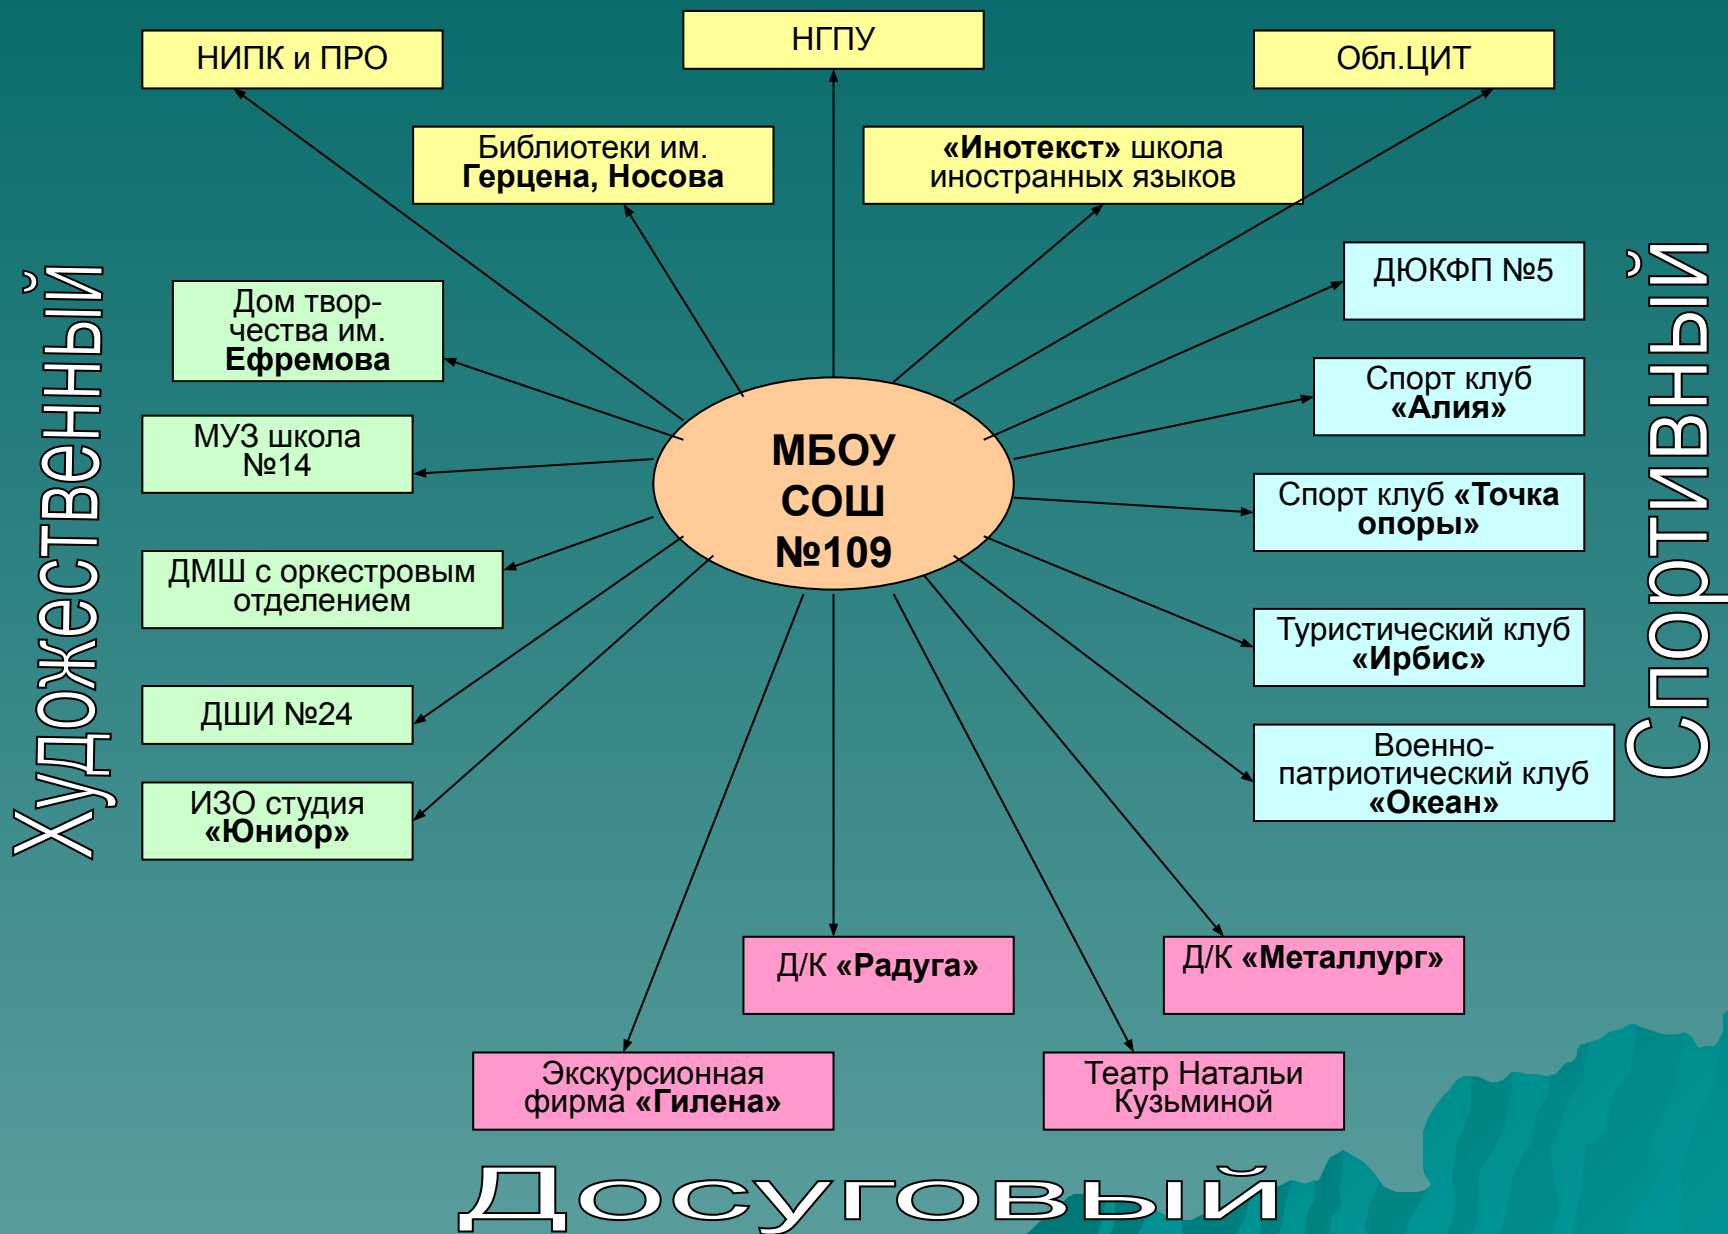 НИПК и ПРО
НГПУ
Обл.ЦИТ
Библиотеки им.
Герцена, Носова
«Инотекст» школа
иностранных языков
Художественный
Дом твор-
чества им.
Ефремова
МУЗ школа
№14
ДМШ с оркестровым
отделением
ДШИ №24
ИЗО студия
«Юниор»
МБОУ
СОШ
№109
ДЮКФП №5
Спорт клуб
«Алия»
Спорт клуб «Точка
опоры»
Туристический клуб
«Ирбис»
Военно-
патриотический клуб
«Океан»
Спортивный
Д/К «Радуга»
Д/К «Металлург»
Экскурсионная
фирма «Гилена»
Театр Натальи
Кузьминой
Досуговый